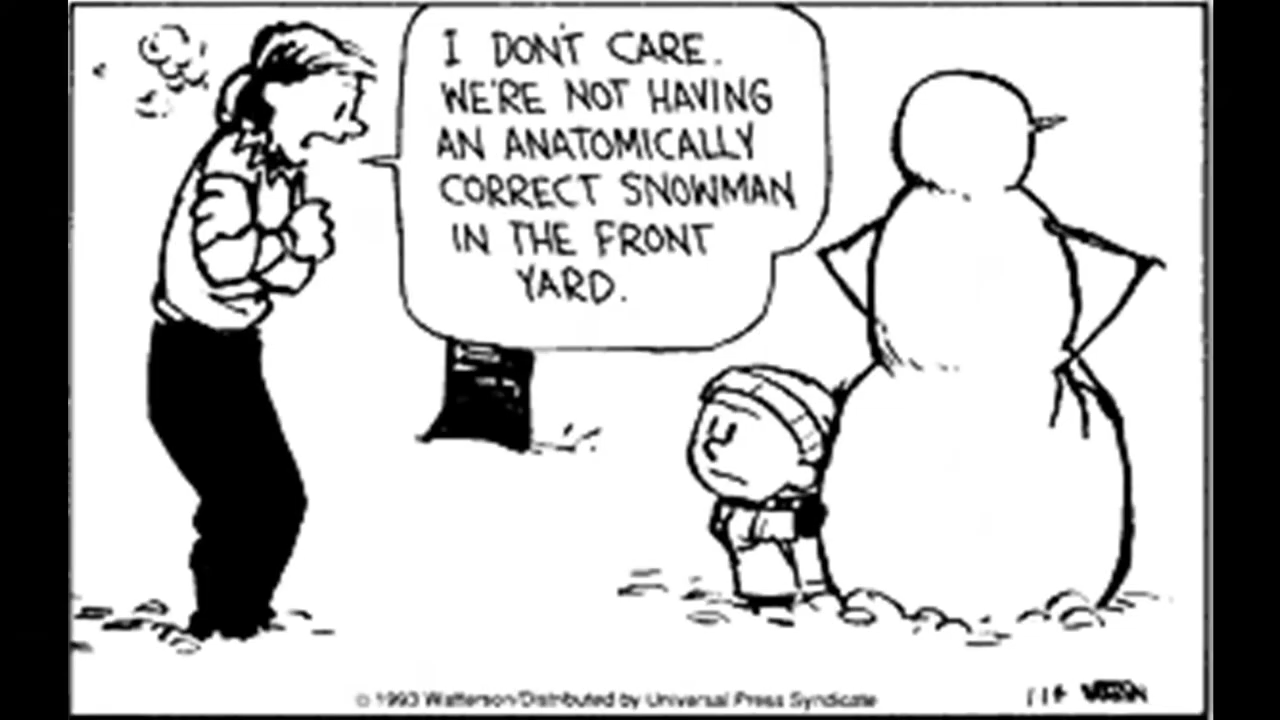 I DON'T CARE.
WE'RE NOT HAVING
AN ANATOMICALLY
CORRECT SNOWMAN
IN THE FRONT
YARD.
© 1993 Watterson/Distributed by Universal Press Syndicate